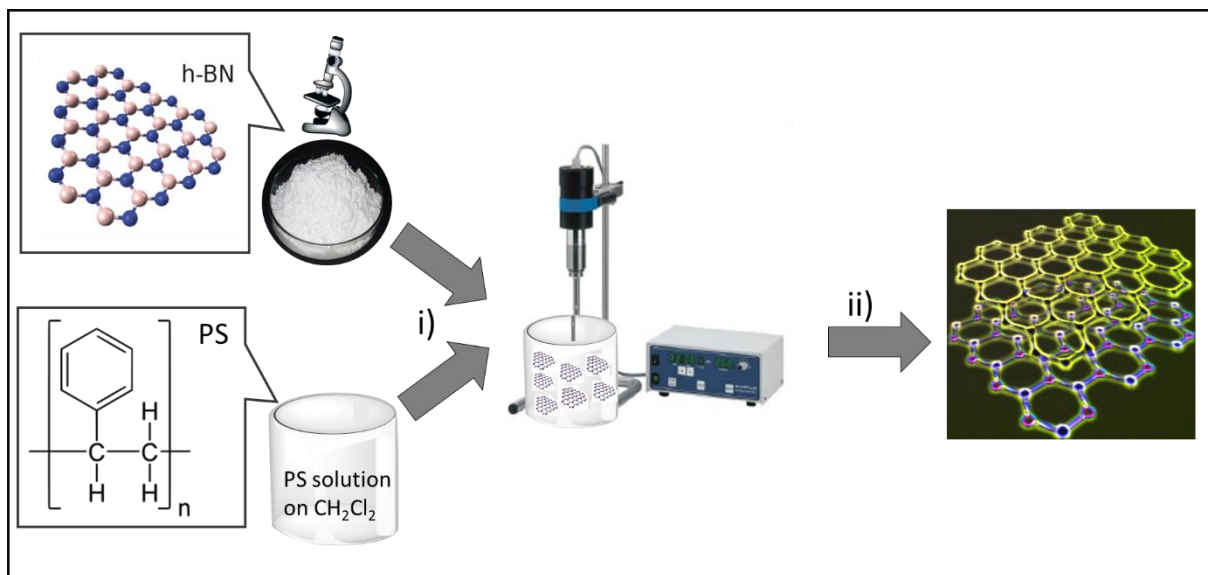 h-BN
PS
H
C
C
H
H
n
PS solution
on CH₂Cl₂
i)
ii)